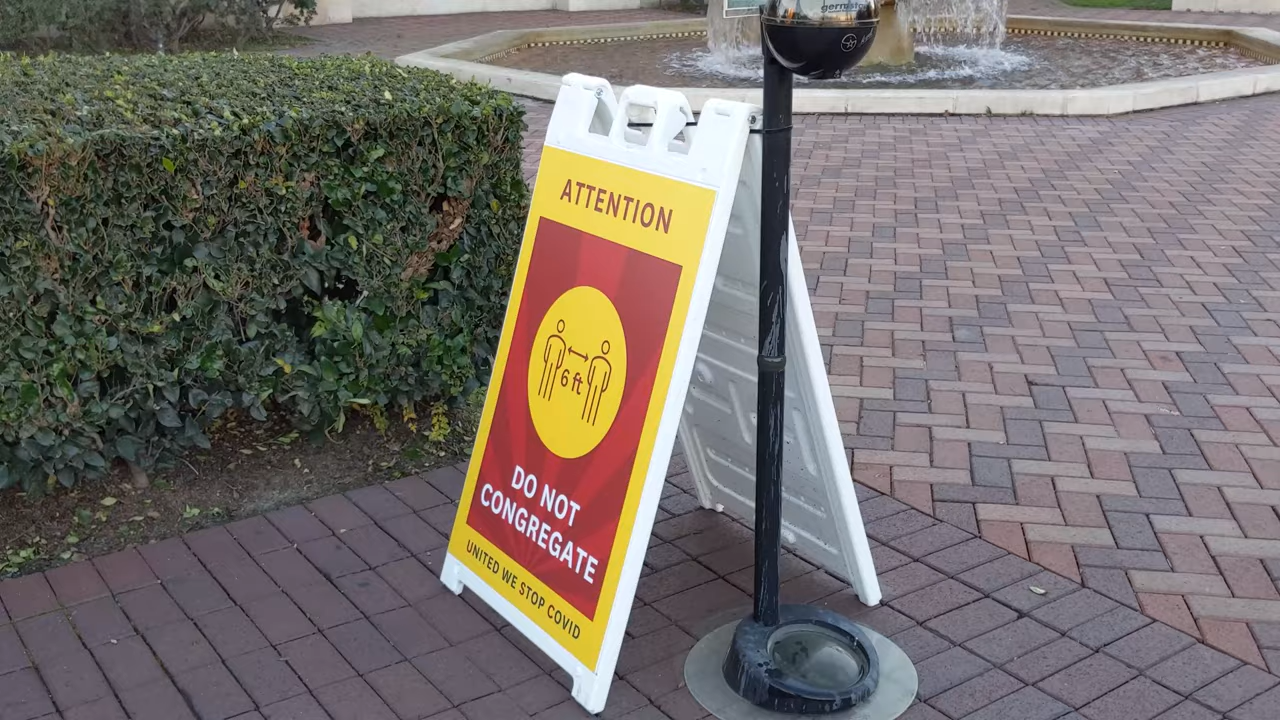 ATTENTION
6 ft
DO NOT
CONGREGATE
UNITED WE STOP COVID